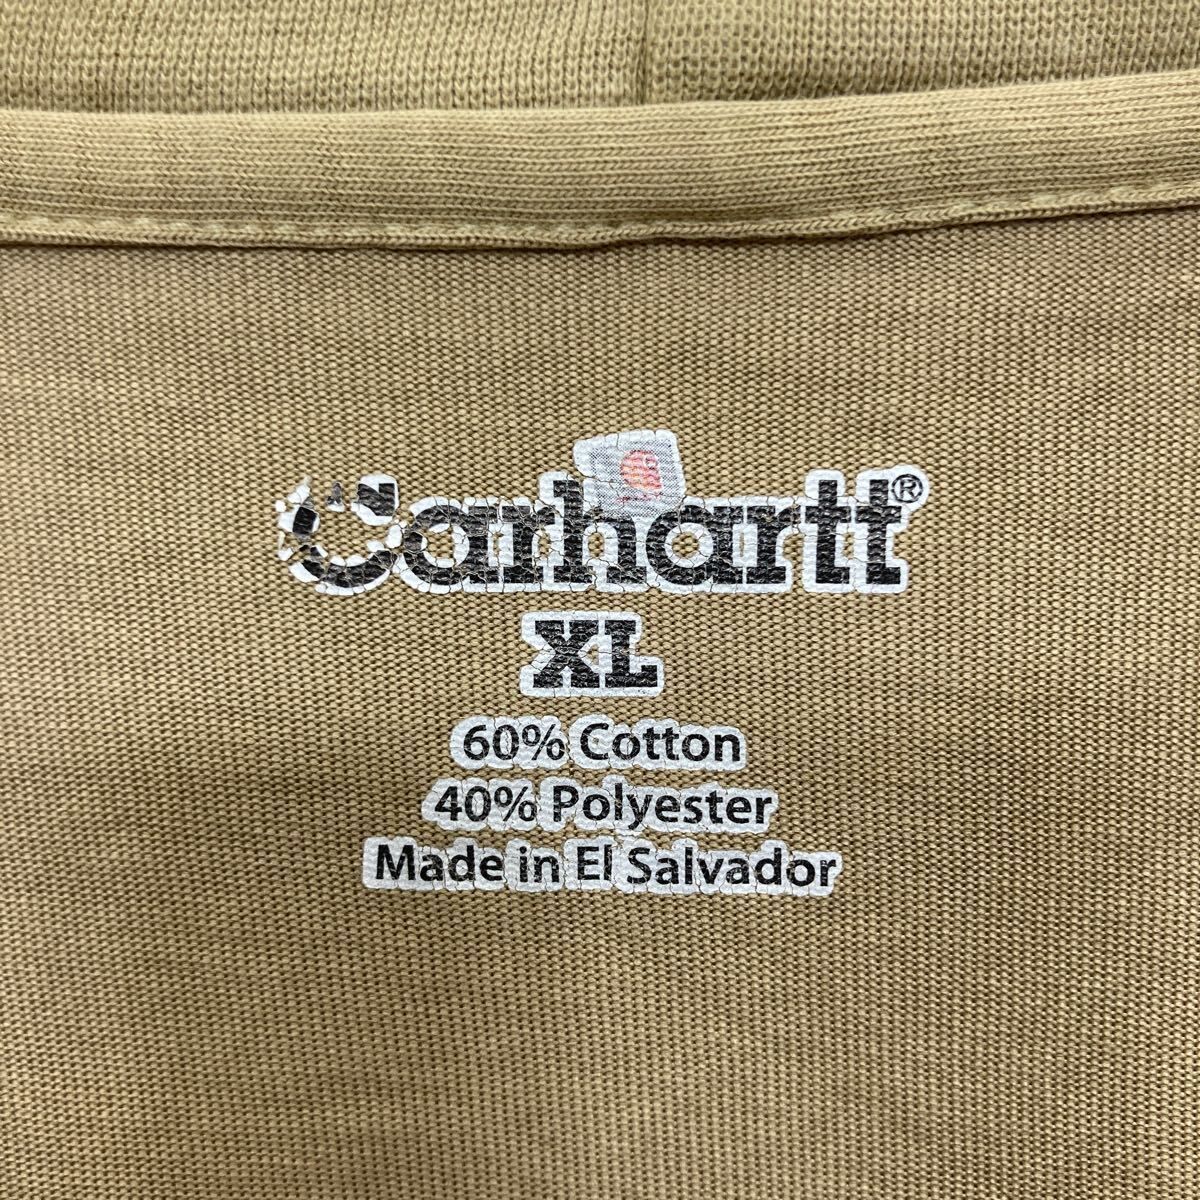 Carhartt®
XL
60% Cotton
40% Polyester
Made in El Salvador